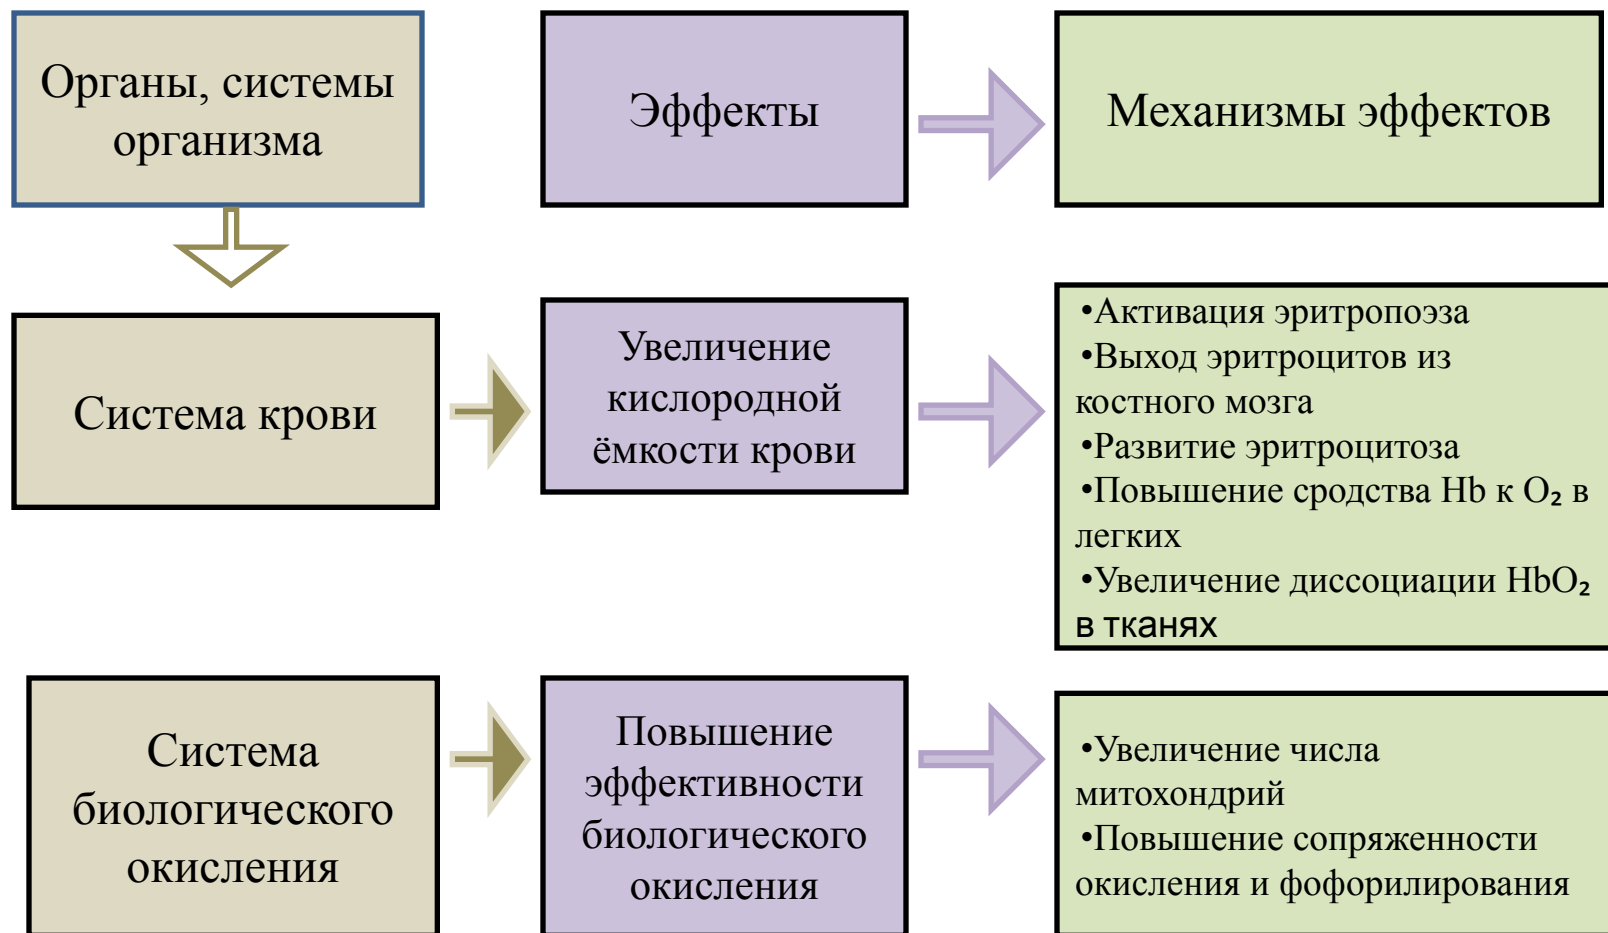 Органы, системы
организма
Эффекты
Механизмы эффектов
Система крови
Увеличение
кислородной
ёмкости крови
•Активация эритропоэза
•Выход эритроцитов из
костного мозга
•Развитие эритроцитоза
•Повышение сродства Hb к O₂ в
легких
•Увеличение диссоциации HbO₂
в тканях
Система
биологического
окисления
Повышение
эффективности
биологического
окисления
•Увеличение числа
митохондрий
•Повышение сопряженности
окисления и фофорилирования